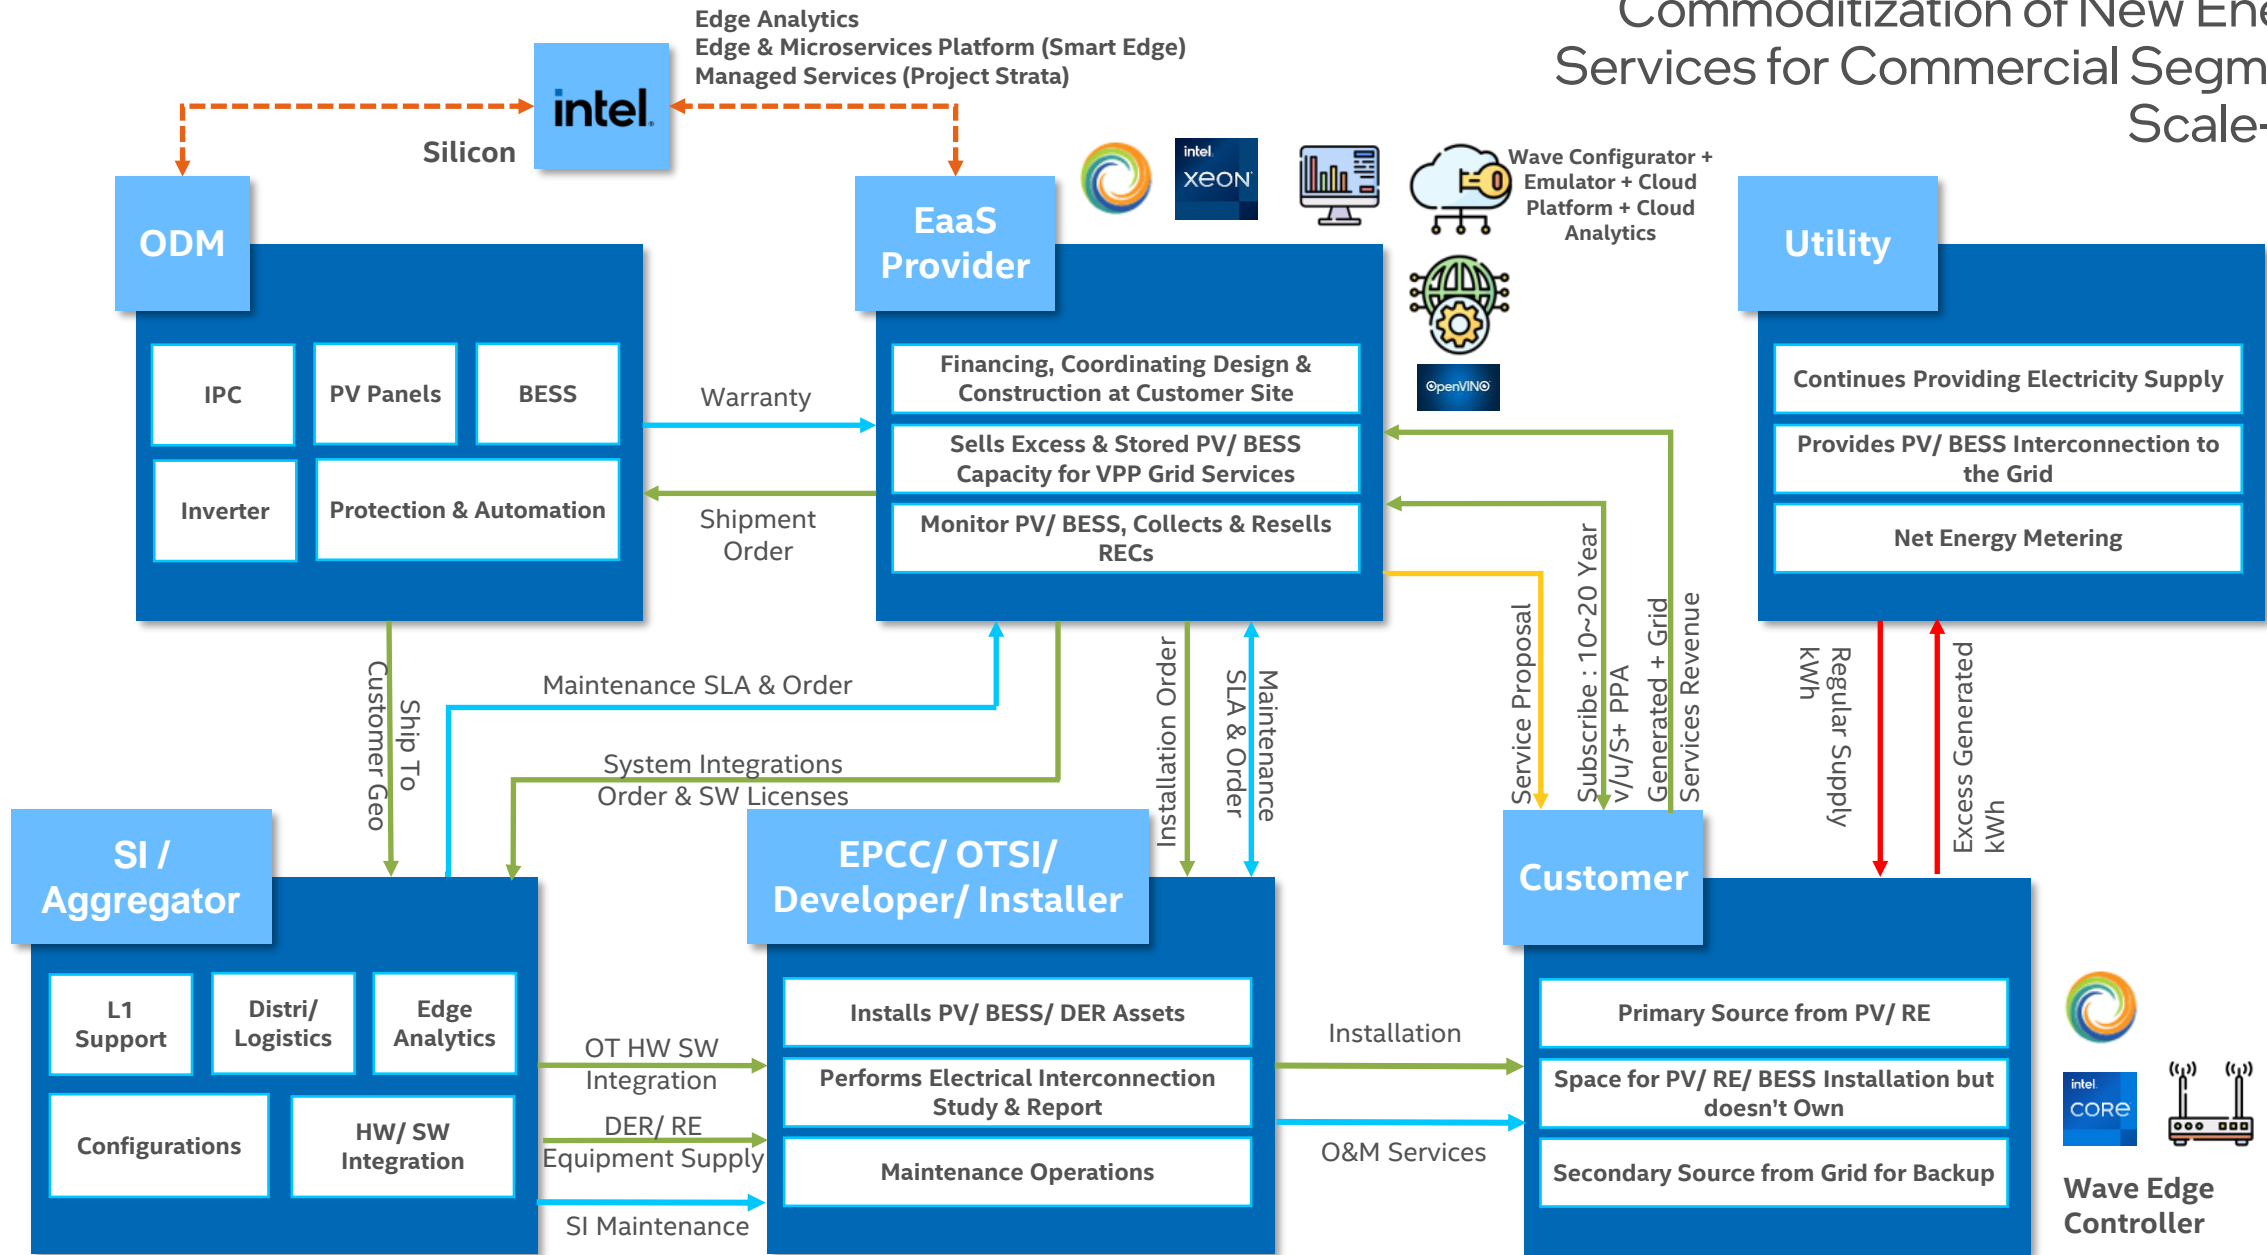 Edge Analytics
Edge & Microservices Platform (Smart Edge)
Managed Services (Project Strata)
Commoditization of New Ene
Services for Commercial Segm
Scale-
intel.
Silicon
ODM
IPC
PV Panels
BESS
Inverter
Protection & Automation
Warranty
Shipment
Order
EaaS
Provider
Financing, Coordinating Design &
Construction at Customer Site
Sells Excess & Stored PV/ BESS
Capacity for VPP Grid Services
Monitor PV/ BESS, Collects & Resells
RECs
intel.
XEON
Wave Configurator +
Emulator + Cloud
Platform + Cloud
Analytics
OpenVINO
Utility
Continues Providing Electricity Supply
Provides PV/ BESS Interconnection to
the Grid
Net Energy Metering
Ship To
Customer Geo
Maintenance SLA & Order
System Integrations
Order & SW Licenses
Installation Order
Maintenance
SLA & Order
Service Proposal
Subscribe : 10~20 Year
v/u/S+ PPA
Generated + Grid
Services Revenue
Regular Supply
kWh
Excess Generated
kWh
SI /
Aggregator
L1
Support
Distri/
Logistics
Edge
Analytics
Configurations
HW/ SW
Integration
OT HW SW
Integration
DER/ RE
Equipment Supply
SI Maintenance
EPCC/ OTSI/
Developer/ Installer
Installs PV/ BESS/ DER Assets
Performs Electrical Interconnection
Study & Report
Maintenance Operations
Installation
O&M Services
Customer
Primary Source from PV/ RE
Space for PV/ RE/ BESS Installation but
doesn't Own
Secondary Source from Grid for Backup
intel.
CORE
Wave Edge
Controller